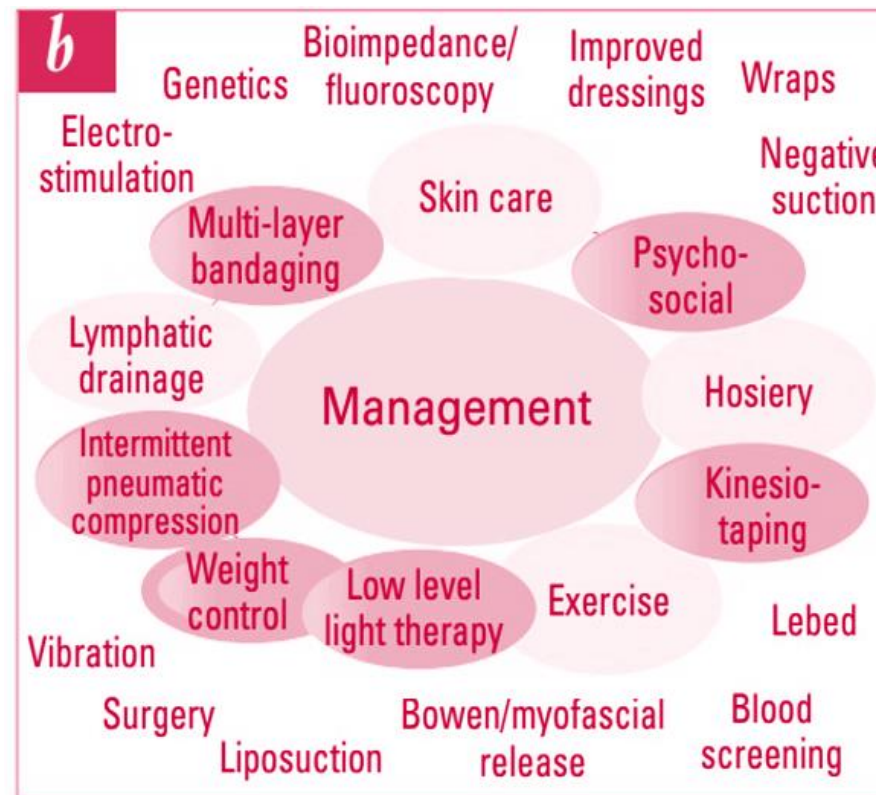 b
Genetics
Bioimpedance/
fluoroscopy
Improved
dressings
Wraps
Electro-
stimulation
Negative
suction
Multi-layer
bandaging
Skin care
Psycho-
social
Lymphatic
drainage
Management
Hosiery
Intermittent
pneumatic
compression
Kinesio-
taping
Weight
control
Low level
light therapy
Exercise
Lebed
Vibration
Surgery
Liposuction
Bowen/myofascial
release
Blood
screening